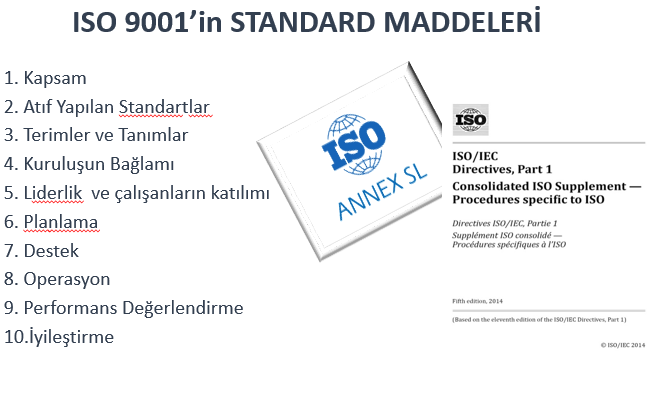 ISO 9001’in STANDARD MADDELERİ
1. Kapsam
2. Atıf Yapılan Standartlar
3. Terimler ve Tanımlar
4. Kuruluşun Bağlamı
5. Liderlik ve çalışanların katılımı
6. Planlama
7. Destek
8. Operasyon
9. Performans Değerlendirme
10.İyileştirme
ISO
ANNEX SL
ISO
ISO/IEC
Directives, Part 1
Consolidated ISO Supplement —
Procedures specific to ISO
Directives ISO/IEC, Partie 1
Supplément ISO consolidé —
Procédures spécifiques à l’ISO
Fifth edition, 2014
(Based on the eleventh edition of the ISO/IEC Directives, Part 1)
© ISO/IEC 2014